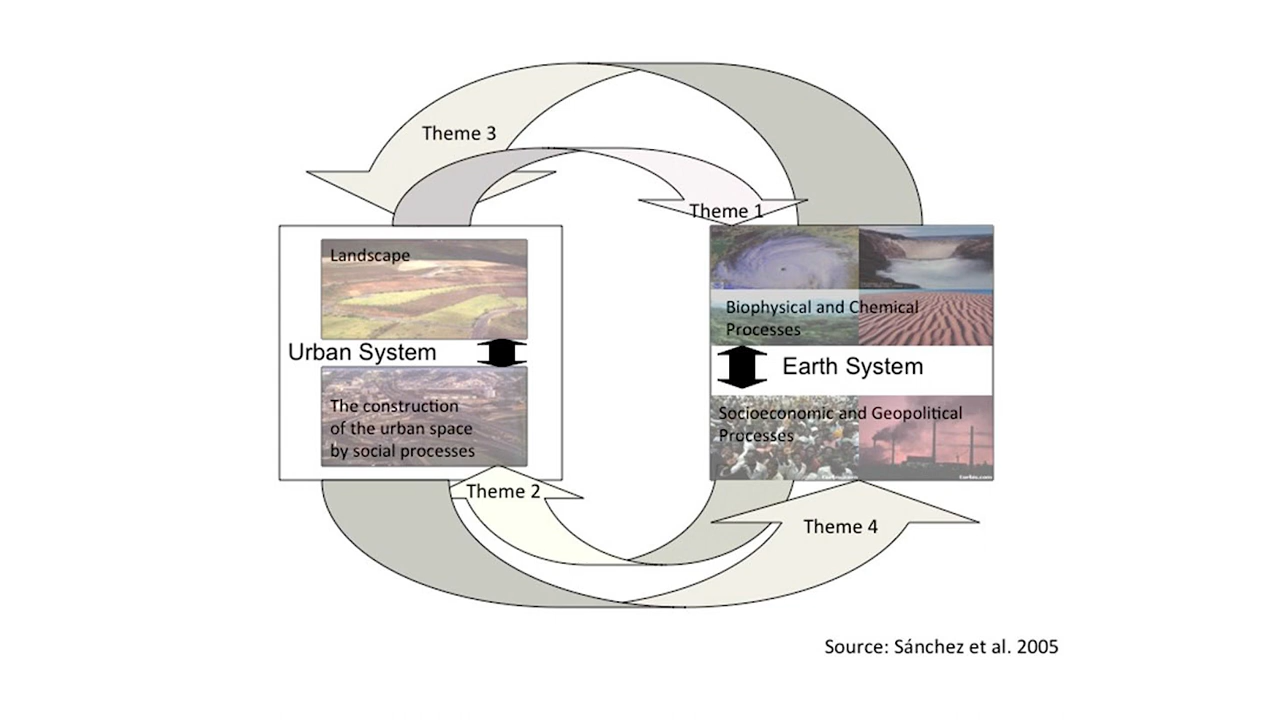 Theme 3
Theme 1
Landscape
Urban System
The construction
of the urban space
by social processes
Biophysical and Chemical
Processes
Earth System
Socioeconomic and Geopolitical
Processes
Theme 2
Theme 4
Source: Sánchez et al. 2005